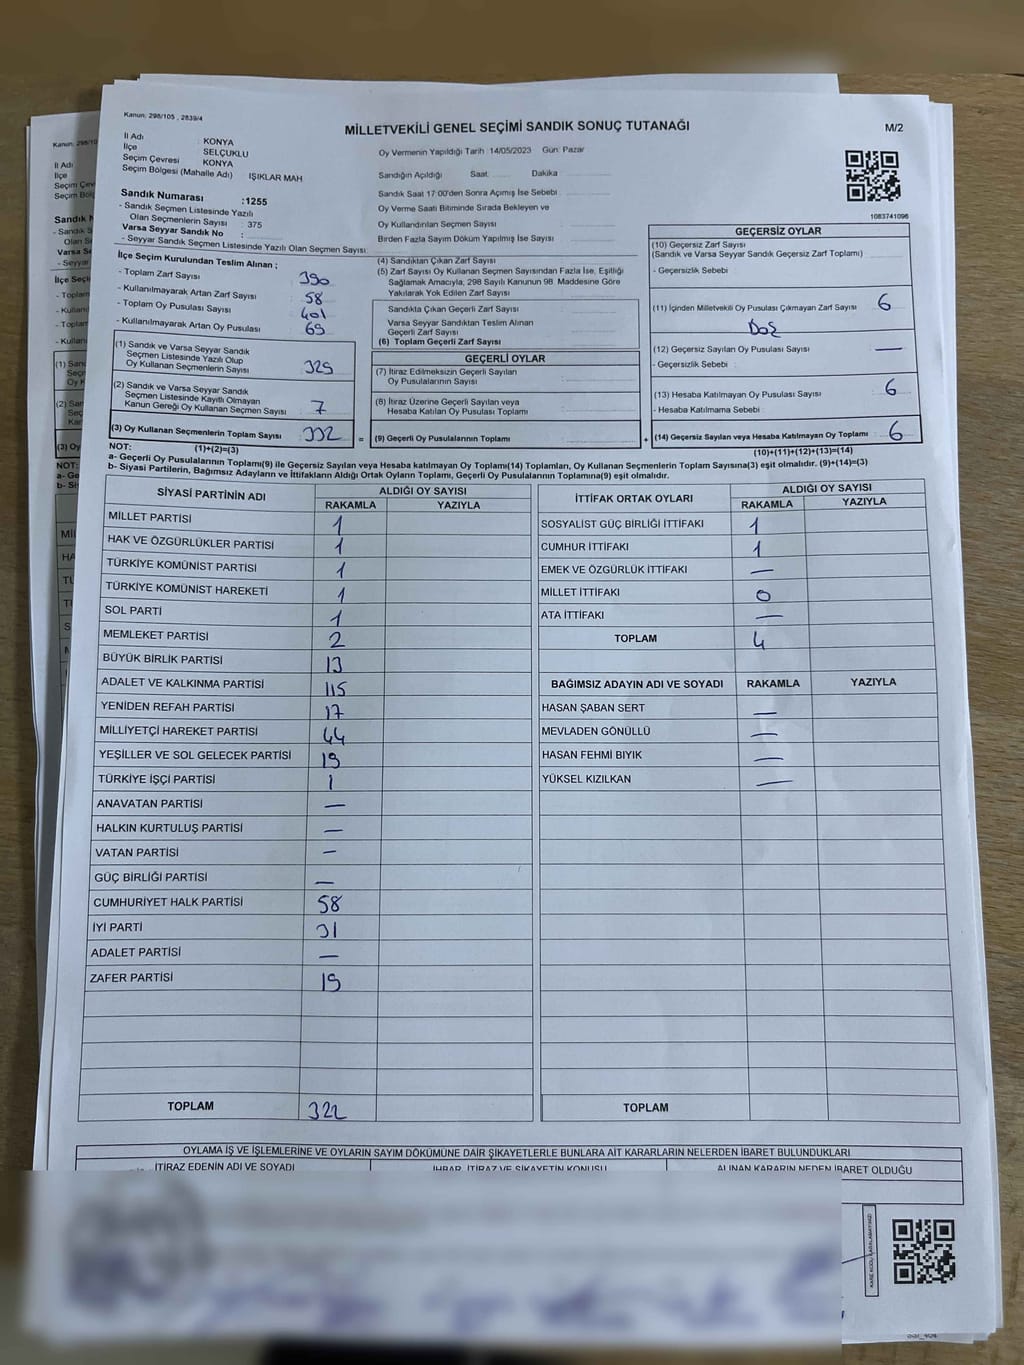 Kanun: 298/105 , 2839/4
MİLLETVEKİLİ GENEL SEÇİMİ SANDIK SONUÇ TUTANAĞI
M/2
İl Adı : KONYA
İlçe SELÇUKLU
Seçim Çevresi KONYA
Seçim Bölgesi (Mahalle Adı) IŞIKLAR MAH
Sandık Numarası :1255
- Sandık Seçmen Listesinde Yazılı
Olan Seçmenlerin Sayısı : 375
Varsa Seyyar Sandık No :
- Seyyar Sandık Seçmen Listesinde Yazılı Olan Seçmen Sayısı:
Oy Vermenin Yapıldığı Tarih :14/05/2023 Gün: Pazar
Sandığın Açıldığı Saat: Dakika
Sandık Saat 17:00'den Sonra Açımış İse Sebebi
Oy Verme Saati Bitiminde Sırada Bekleyen ve
Oy Kullandırılan Seçmen Sayısı
Birden Fazla Sayım Döküm Yapılmış İse Sayısı
1083741096
İlçe Seçim Kurulundan Teslim Alınan ;
- Toplam Zarf Sayısı 390
- Kullanılmayarak Artan Zarf Sayısı 58
- Toplam Oy Pusulası Sayısı 401
- Kullanılmayarak Artan Oy Pusulası 69
(1) Sandık ve Varsa Seyyar Sandık
Seçmen Listesinde Yazılı Olup
Oy Kullanan Seçmenlerin Sayısı 325
(2) Sandık ve Varsa Seyyar Sandık
Seçmen Listesinde Kayıtlı Olmayan
Kanun Gereği Oy Kullanan Seçmen Sayısı 7
(3) Oy Kullanan Seçmenlerin Toplam Sayısı 332 =
(4) Sandıktan Çıkan Zarf Sayısı
(5) Zarf Sayısı Oy Kullanan Seçmen Sayısından Fazla İse, Eşitliği
Sağlamak Amacıyla, 298 Sayılı Kanunun 98 Maddesine Göre
Yakılarak Yok Edilen Zarf Sayısı
Sandıkta Çıkan Geçerli Zarf Sayısı
Varsa Seyyar Sandıktan Teslim Alınan
Geçerli Zarf Sayısı
(6) Toplam Geçerli Zarf Sayısı
GEÇERLİ OYLAR
(7) İtiraz Edilmeksizin Geçerli Sayılan
Oy Pusulalarının Sayısı
(8) İtiraz Üzerine Geçerli Sayılan veya
Hesaba Katılan Oy Pusulası Toplamı
(9) Geçerli Oy Pusulalarının Toplamı +
GEÇERSİZ OYLAR
(10) Geçersiz Zarf Sayısı
(Sandık ve Varsa Seyyar Sandık Geçersiz Zarf Toplamı)
- Geçersizlik Sebebi
(11) İçinden Milletvekili Oy Pusulası Çıkmayan Zarf Sayısı 6
Boş
(12) Geçersiz Sayılan Oy Pusulası Sayısı —
- Geçersizlik Sebebi
(13) Hesaba Katılmayan Oy Pusulası Sayısı 6
- Hesaba Katılmama Sebebi
(14) Geçersiz Sayılan veya Hesaba Katılmayan Oy Toplamı 6
NOT: (1)+(2)=(3) (10)+(11)+(12)+(13)=(14)
a- Geçerli Oy Pusulalarının Toplamı(9) ile Geçersiz Sayılan veya Hesaba katılmayan Oy Toplamı(14) Toplamları, Oy Kullanan Seçmenlerin Toplam Sayısına(3) eşit olmalıdır. (9)+(14)=(3)
b- Siyasi Partilerin, Bağımsız Adayların ve İttifakların Aldığı Ortak Oyların Toplamı, Geçerli Oy Pusulalarının Toplamına(9) eşit olmalıdır.
SİYASİ PARTİNİN ADI ALDIĞI OY SAYISI
RAKAMLA YAZIYLA
MİLLET PARTİSİ 1
HAK VE ÖZGÜRLÜKLER PARTİSİ 1
TÜRKİYE KOMÜNİST PARTİSİ 1
TÜRKİYE KOMÜNİST HAREKETİ 1
SOL PARTİ 1
MEMLEKET PARTİSİ 2
BÜYÜK BİRLİK PARTİSİ 13
ADALET VE KALKINMA PARTİSİ 115
YENİDEN REFAH PARTİSİ 17
MİLLİYETÇİ HAREKET PARTİSİ 44
YEŞİLLER VE SOL GELECEK PARTİSİ 15
TÜRKİYE İŞÇİ PARTİSİ 1
ANAVATAN PARTİSİ —
HALKIN KURTULUŞ PARTİSİ —
VATAN PARTİSİ —
GÜÇ BİRLİĞİ PARTİSİ —
CUMHURİYET HALK PARTİSİ 58
İYİ PARTİ 31
ADALET PARTİSİ —
ZAFER PARTİSİ 19
TOPLAM 322
İTTİFAK ORTAK OYLARI ALDIĞI OY SAYISI
RAKAMLA YAZIYLA
SOSYALİST GÜÇ BİRLİĞİ İTTİFAKI 1
CUMHUR İTTİFAKI 1
EMEK VE ÖZGÜRLÜK İTTİFAKI —
MİLLET İTTİFAKI 0
ATA İTTİFAKI —
TOPLAM 4
BAĞIMSIZ ADAYIN ADI VE SOYADI RAKAMLA YAZIYLA
HASAN ŞABAN SERT —
MEVLADEN GÖNÜLLÜ —
HASAN FEHMİ BIYIK —
YÜKSEL KIZILKAN —
TOPLAM
OYLAMA İŞ VE İŞLEMLERİNE VE OYLARIN SAYIM DÖKÜMÜNE DAİR ŞİKAYETLERLE BUNLARA AİT KARARLARIN NELERDEN İBARET BULUNDUKLARI
İTİRAZ EDENİN ADI VE SOYADI İHBAR, İTİRAZ VE ŞİKAYETİN KONUSU ALINAN KARARIN NEDEN İBARET OLDUĞU